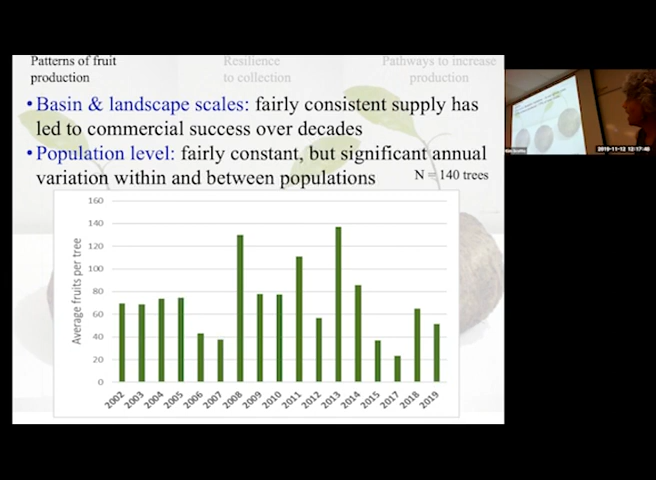 Patterns of fruit
production
Resilience
to collection
Pathways to increase
production
•Basin & landscape scales: fairly consistent supply has
led to commercial success over decades
•Population level: fairly constant, but significant annual
variation within and between populations
N = 140 trees
Average fruits per tree
160
140
120
100
80
60
40
20
0
2002 2003 2004 2005 2006 2007 2008 2009 2010 2011 2012 2013 2014 2015 2017 2018 2019
2019-11-12 12:17:46